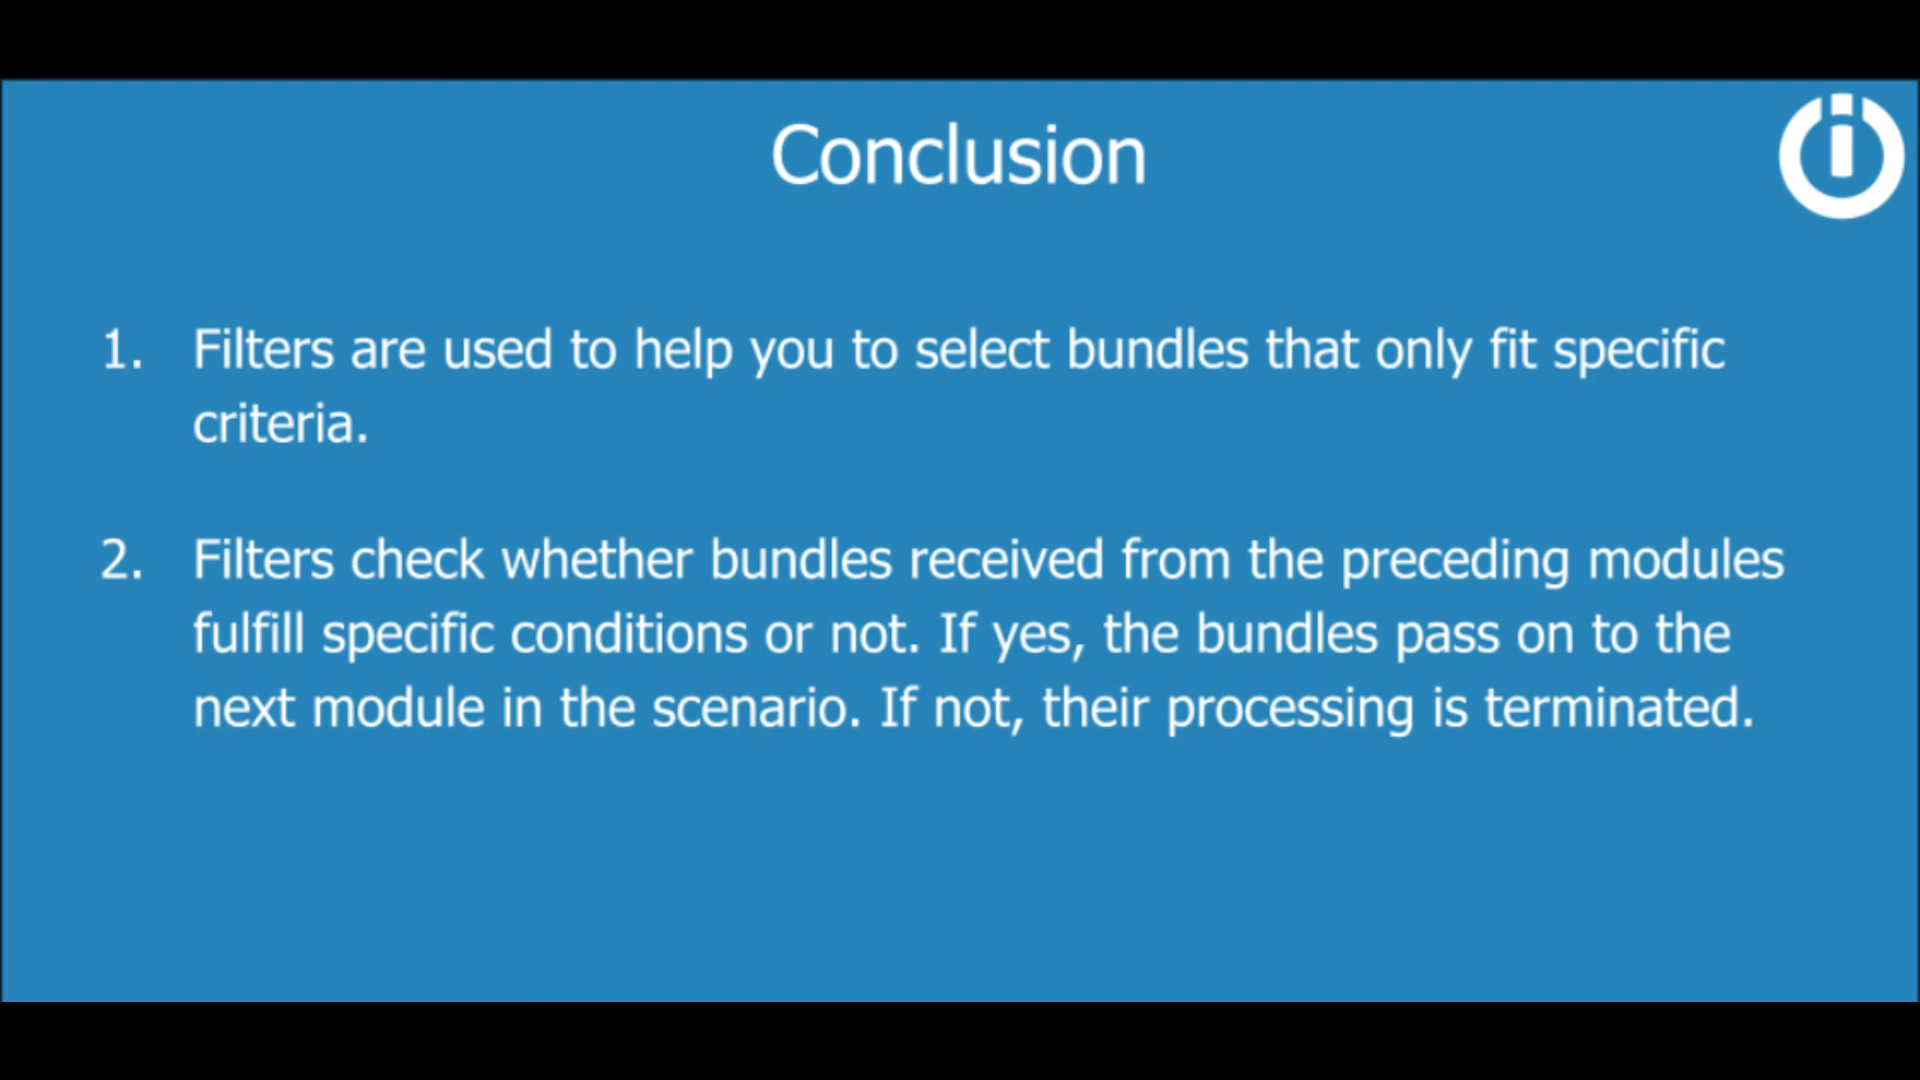 Conclusion
1. Filters are used to help you to select bundles that only fit specific
criteria.
2. Filters check whether bundles received from the preceding modules
fulfill specific conditions or not. If yes, the bundles pass on to the
next module in the scenario. If not, their processing is terminated.